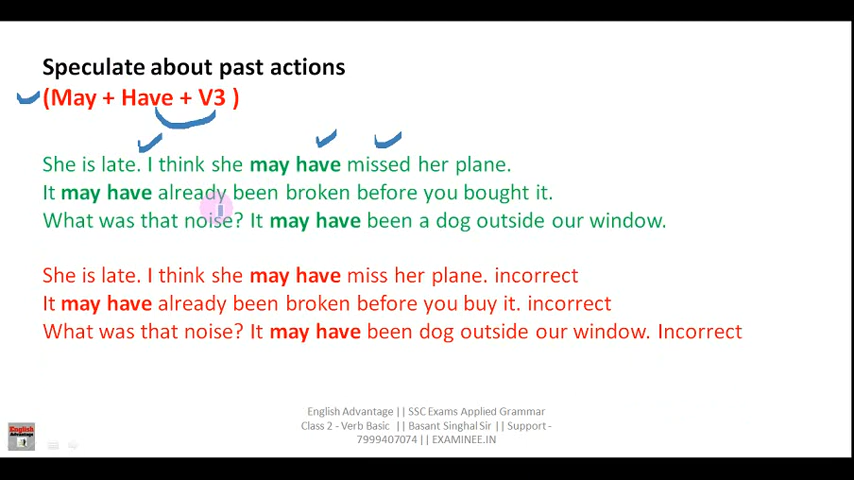 Speculate about past actions
(May + Have + V3 )
She is late. I think she may have missed her plane.
It may have already been broken before you bought it.
What was that noise? It may have been a dog outside our window.
She is late. I think she may have miss her plane. incorrect
It may have already been broken before you buy it. incorrect
What was that noise? It may have been dog outside our window. Incorrect
English Advantage || SSC Exams Applied Grammar
Class 2 - Verb Basic || Basant Singhal Sir || Support -
7999407074 || EXAMINEE.IN
English
Advantage